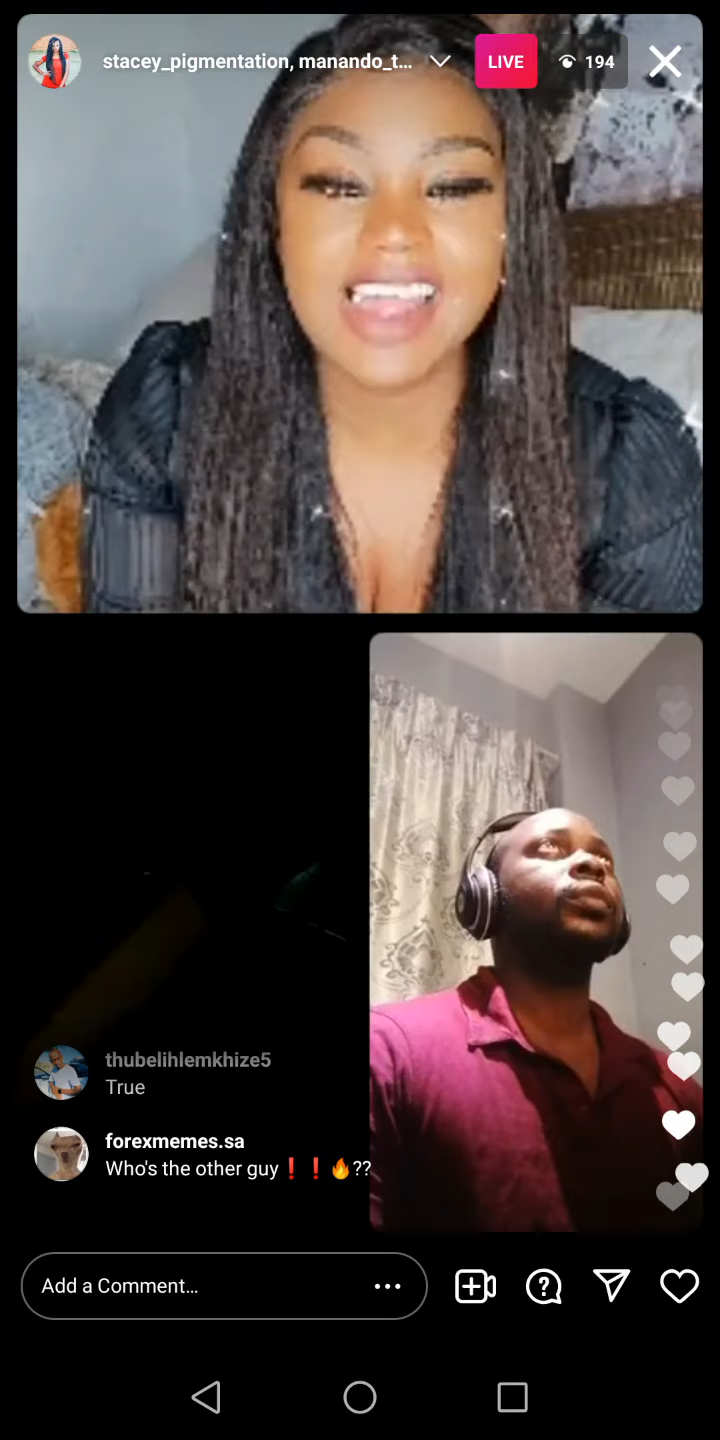 stacey_pigmentation, manando_t...
LIVE
194
thubelihlemkhize5
True
forexmemes.sa
Who's the other guy❗❗🔥??
Add a Comment...